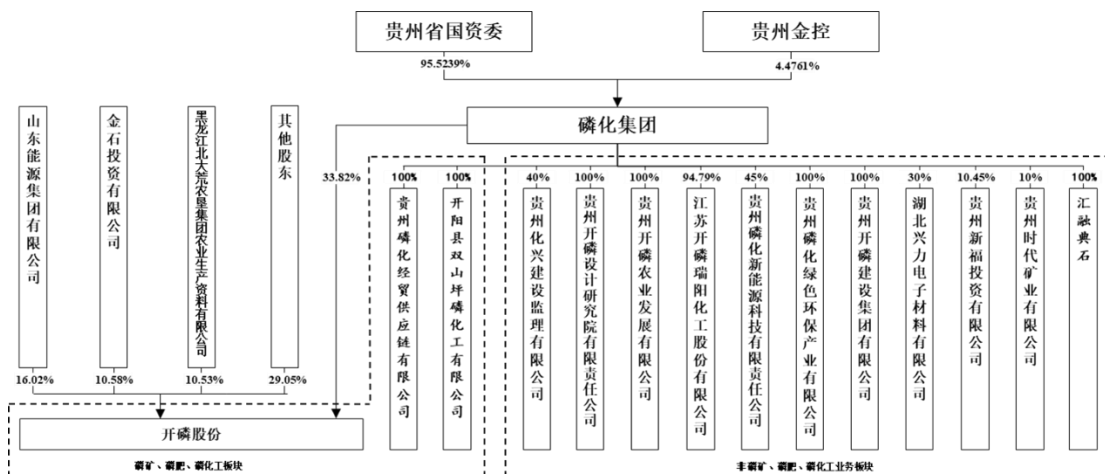 贵州省国资委
贵州金控
95.5239%
4.4761%
磷化集团
山东能源集团有限公司
金石投资有限公司
黑龙江北大荒农垦集团农业生产资料有限公司
其他股东
33.82%
100%
100%
40%
100%
100%
94.79%
45%
100%
100%
30%
10.45%
10%
100%
贵州磷化经贸供应链有限公司
开阳县双山坪磷化工有限公司
贵州化兴建设监理有限公司
贵州开磷设计研究院有限责任公司
贵州开磷农业发展有限公司
江苏开磷瑞阳化工股份有限公司
贵州磷化新能源科技有限责任公司
贵州磷化绿色环保产业有限公司
贵州开磷建设集团有限公司
湖北兴力电子材料有限公司
贵州新福投资有限公司
贵州时代矿业有限公司
汇融典石
16.02%
10.58%
10.53%
29.05%
开磷股份
磷矿、磷肥、磷化工板块
非磷矿、磷肥、磷化工业务板块